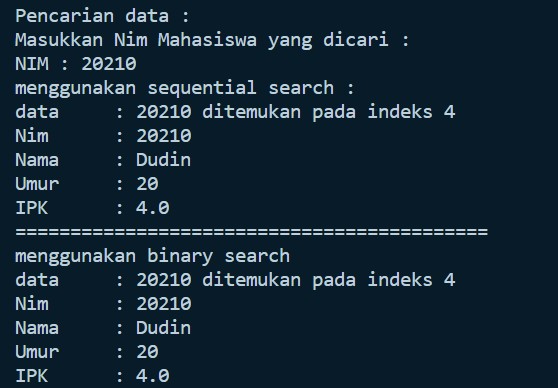 Pencarian data :
Masukkan Nim Mahasiswa yang dicari :
NIM : 20210
menggunakan sequential search :
data     : 20210 ditemukan pada indeks 4
Nim      : 20210
Nama     : Dudin
Umur     : 20
IPK      : 4.0
===========================================
menggunakan binary search
data     : 20210 ditemukan pada indeks 4
Nim      : 20210
Nama     : Dudin
Umur     : 20
IPK      : 4.0